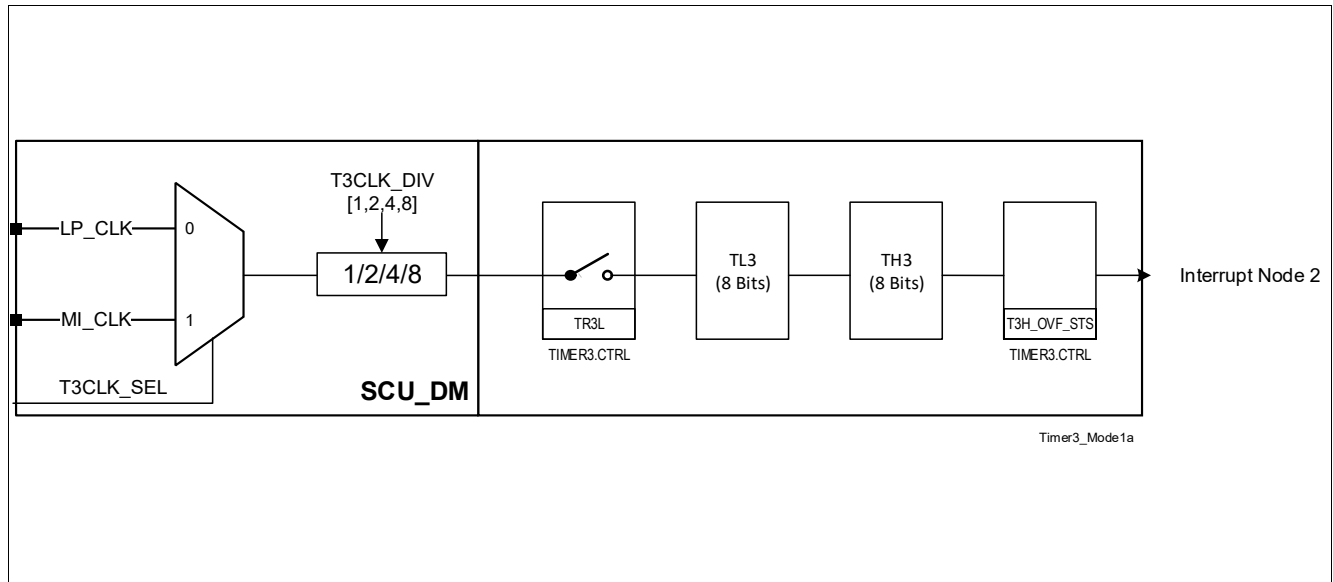 T3CLK_DIV
[1,2,4,8]
LP_CLK
0
1/2/4/8
TL3
(8 Bits)
TH3
(8 Bits)
Interrupt Node 2
MI_CLK
1
TR3L
T3H_OVF_STS
TIMER3.CTRL
TIMER3.CTRL
T3CLK_SEL
SCU_DM
Timer3_Mode1a